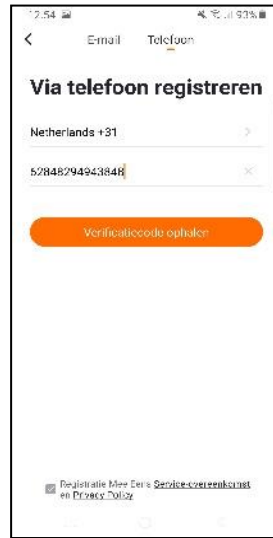 12.54 93%
E-mail Telefoon
Via telefoon registreren
Netherlands +31
52848294943848
Verificatiecode ophalen
Registratie Mee Eens Service-overeenkomst
en Privacy Policy